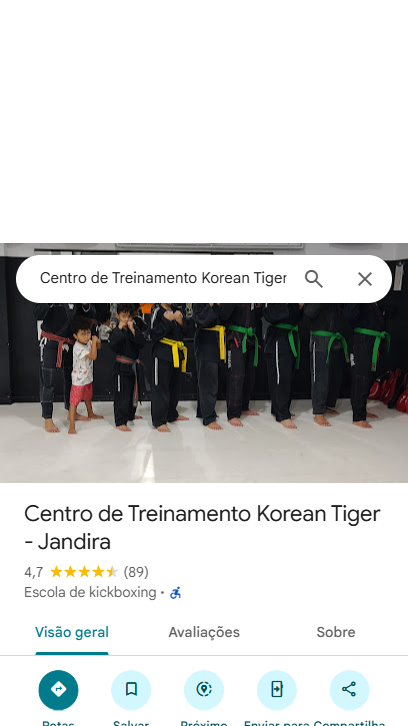 Centro de Treinamento Korean Tiger
Centro de Treinamento Korean Tiger
- Jandira
4,7 (89)
Escola de kickboxing ·
Visão geral Avaliações Sobre
Rotas Salvar Próximo Enviar para Compartilha